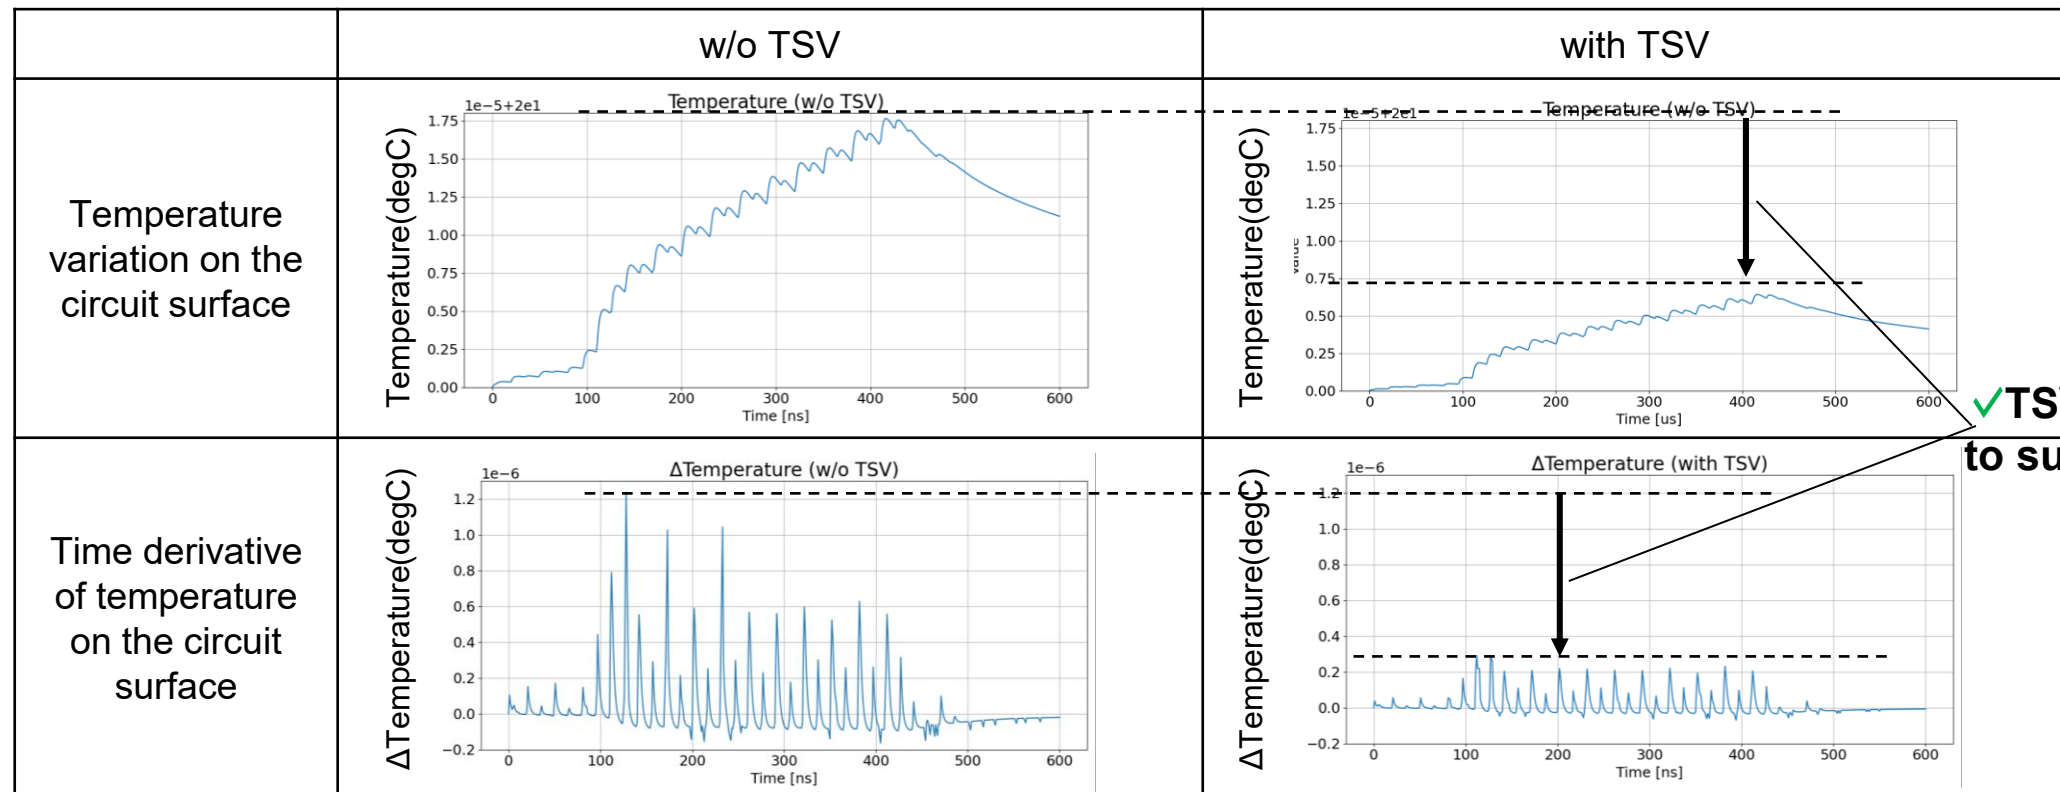 w/o TSV
with TSV
Temperature
variation on the
circuit surface
Temperature(degC)
1e−5+2e1
Temperature (w/o TSV)
1.75
1.50
1.25
1.00
0.75
0.50
0.25
0.00
0 100 200 300 400 500 600
Time [ns]
Temperature(degC)
value
1e−5+2e1
Temperature (w/o TSV)
1.75
1.50
1.25
1.00
0.75
0.50
0.25
0.00
0 100 200 300 400 500 600
Time [us]
✓TSV
to su
Time derivative
of temperature
on the circuit
surface
ΔTemperature(degC)
1e−6
ΔTemperature (w/o TSV)
1.2
1.0
0.8
0.6
0.4
0.2
0.0
−0.2
0 100 200 300 400 500 600
Time [ns]
ΔTemperature(degC)
1e−6
ΔTemperature (with TSV)
1.2
1.0
0.8
0.6
0.4
0.2
0.0
−0.2
0 100 200 300 400 500 600
Time [ns]